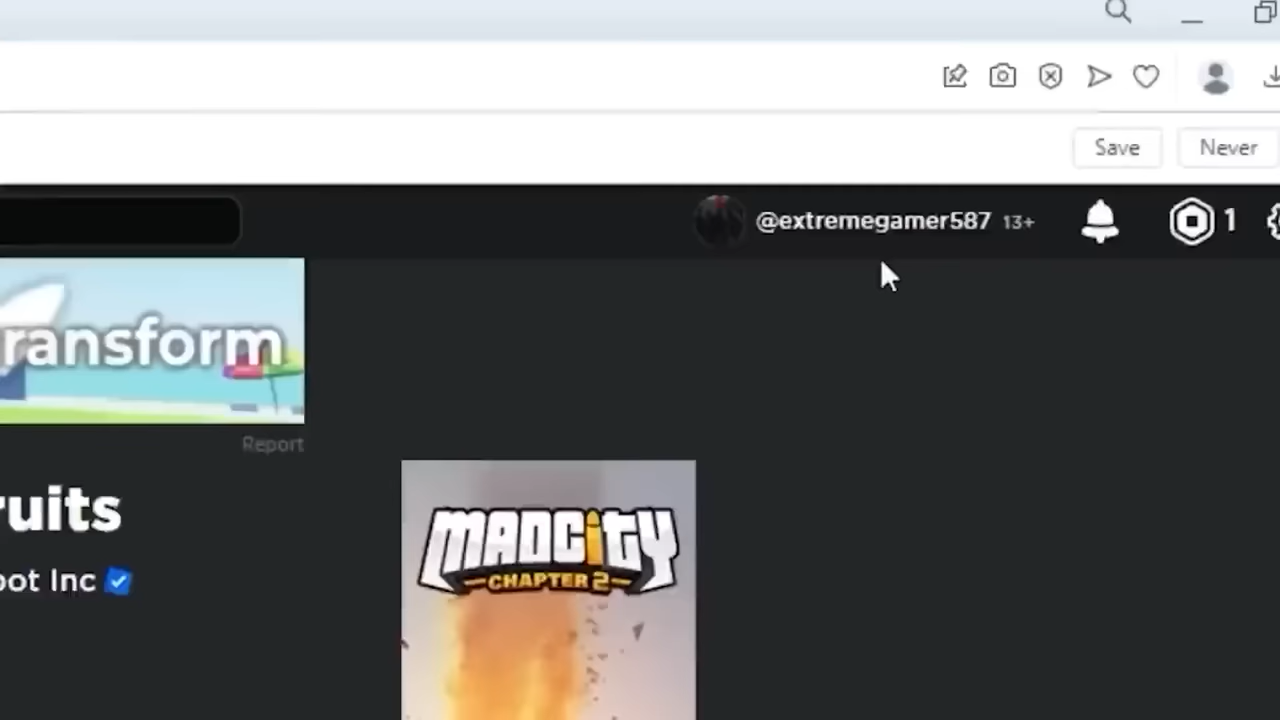 Save Never
@extremegamer587 13+ 1
ransform
Report
ruits
oot Inc
MADCITY
CHAPTER 2